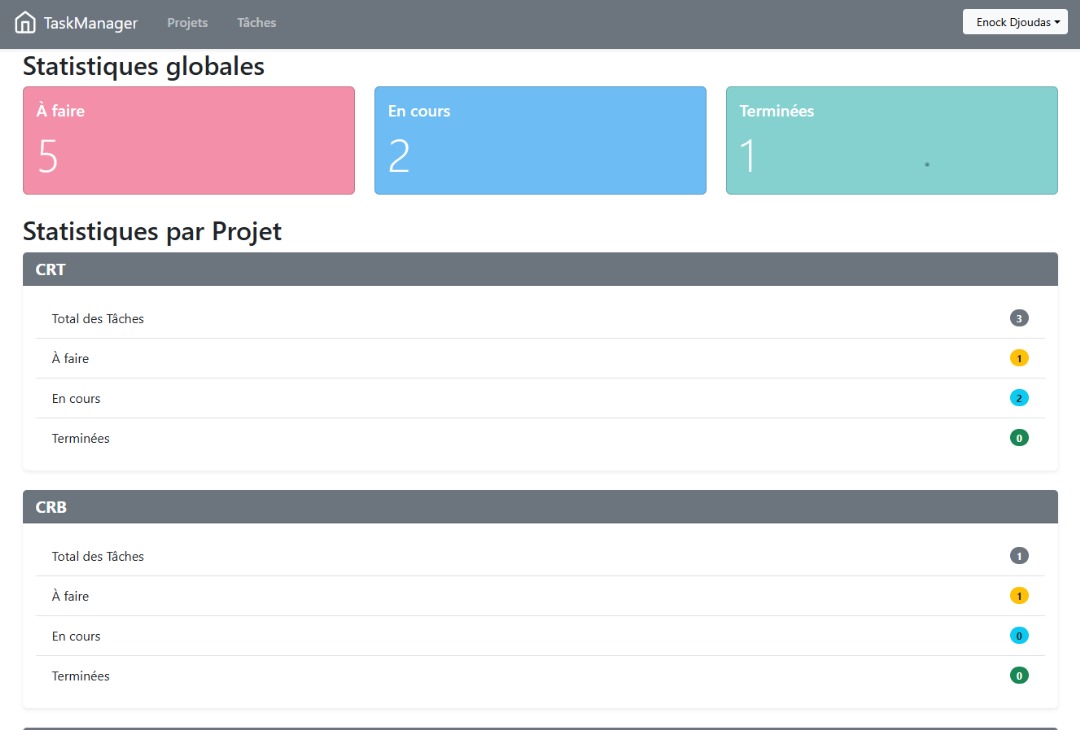 TaskManager Projets Tâches Enock Djoudas
Statistiques globales
À faire En cours Terminées
5 2 1
Statistiques par Projet
CRT
Total des Tâches 3
À faire 1
En cours 2
Terminées 0
CRB
Total des Tâches 1
À faire 1
En cours 0
Terminées 0